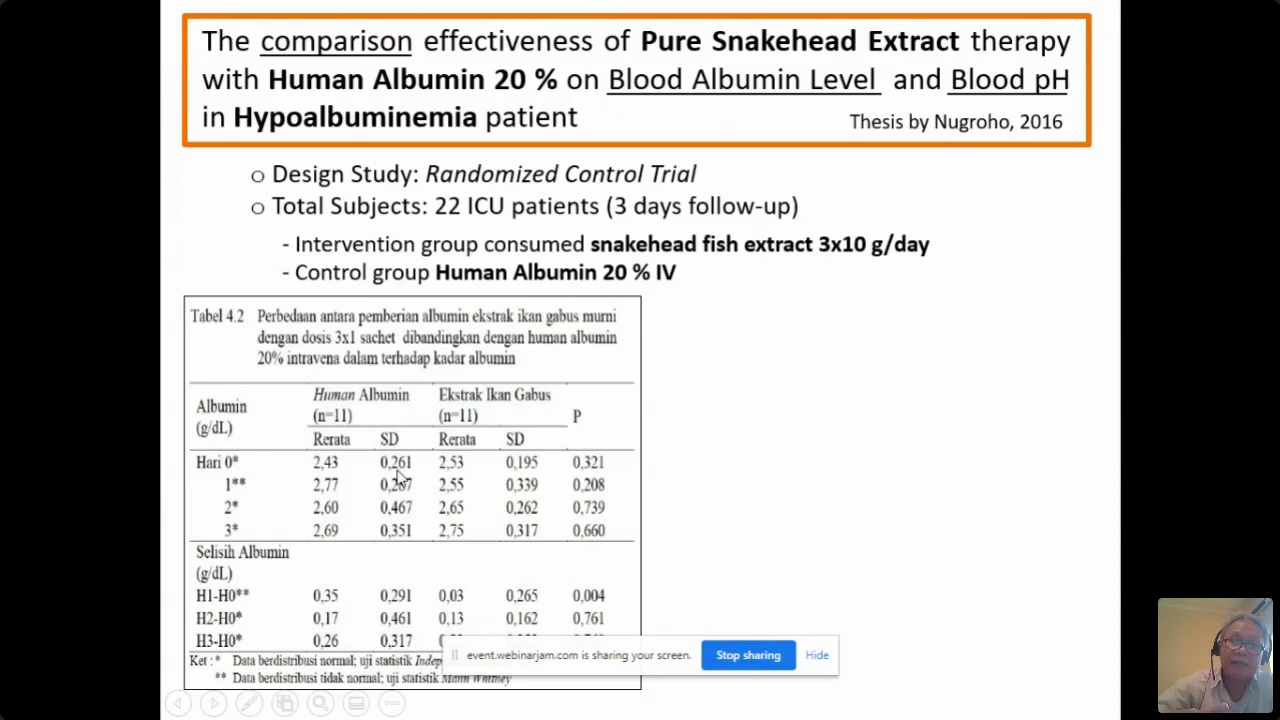 The comparison effectiveness of Pure Snakehead Extract therapy
with Human Albumin 20 % on Blood Albumin Level and Blood pH
in Hypoalbuminemia patient
Thesis by Nugroho, 2016
o Design Study: Randomized Control Trial
o Total Subjects: 22 ICU patients (3 days follow-up)
- Intervention group consumed snakehead fish extract 3x10 g/day
- Control group Human Albumin 20 % IV
Tabel 4.2 Perbedaan antara pemberian albumin ekstrak ikan gabus murni
dengan dosis 3x1 sachet dibandingkan dengan human albumin
20% intravena dalam terhadap kadar albumin
Albumin (g/dL) Human Albumin (n=11) Ekstrak Ikan Gabus (n=11) P
Rerata SD Rerata SD
Hari 0* 2,43 0,261 2,53 0,195 0,321
1** 2,77 2,55 0,339 0,208
2* 2,60 0,467 2,65 0,262 0,739
3* 2,69 0,351 2,75 0,317 0,660
Selisih Albumin
(g/dL)
H1-H0** 0,35 0,291 0,03 0,265 0,004
H2-H0* 0,17 0,461 0,13 0,162 0,761
H3-H0* 0,26 0,317
Ket : * Data berdistribusi normal; uji statistik
** Data berdistribusi tidak normal; uji statistik Mann Whitney
event.webinarjam.com is sharing your screen.
Stop sharing
Hide